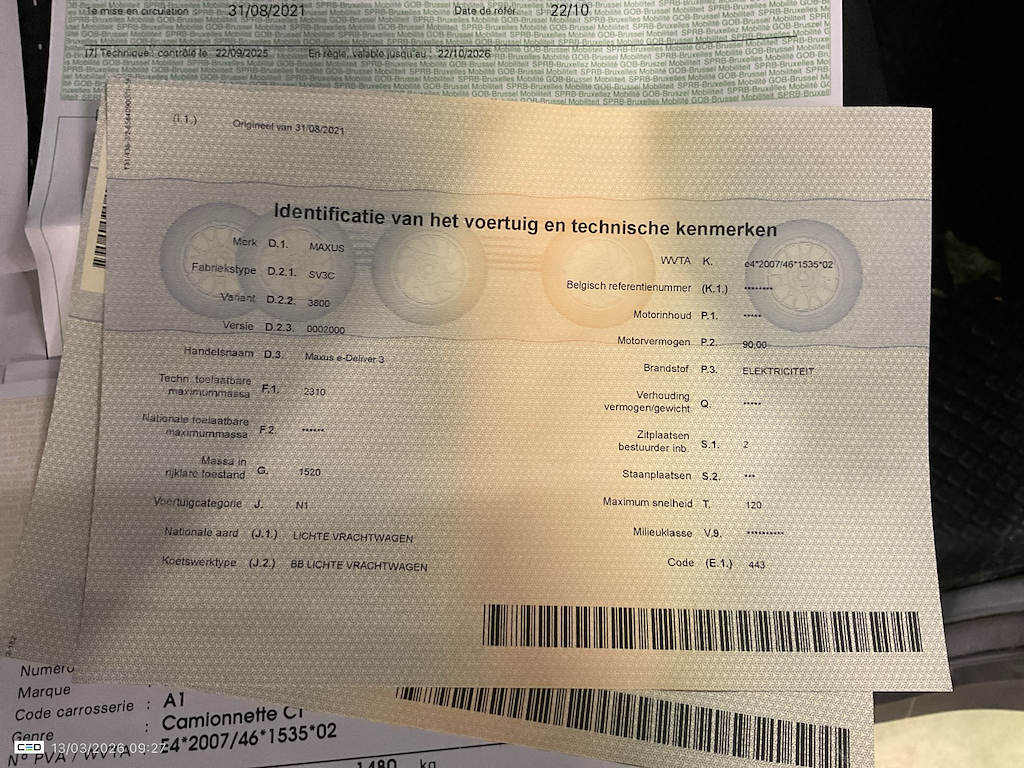 1e mise en circulation 31/08/2021 Date de référ... 22/10
[7] Technique : contrôlé le 22/09/2025 En règle, valable jusqu'au : 22/10/2026
(I.1.) Origineel van 31/08/2021
Identificatie van het voertuig en technische kenmerken
Merk D.1. MAXUS
Fabriekstype D.2.1. SV3C
Variant D.2.2. 3800
Versie D.2.3. 0002000
Handelsnaam D.3. Maxus e-Deliver 3
Techn. toelaatbare
maximummassa F.1. 2310
Nationale toelaatbare
maximummassa F.2. ******
Massa in
rijklare toestand G. 1520
Voertuigcategorie J. N1
Nationale aard (J.1.) LICHTE VRACHTWAGEN
Koetswerktype (J.2.) BB LICHTE VRACHTWAGEN
WVTA K. e4*2007/46*1535*02
Belgisch referentienummer (K.1.) ********
Motorinhoud P.1. *****
Motorvermogen P.2. 90,00
Brandstof P.3. ELEKTRICITEIT
Verhouding
vermogen/gewicht Q. *****
Zitplaatsen
bestuurder inb. S.1. 2
Staanplaatsen S.2. ***
Maximum snelheid T. 120
Milieuklasse V.9. **********
Code (E.1.) 443
Numéro
Marque :
Code carrosserie : A1
Genre : Camionnette C1
N° PVA / WVTA : E4*2007/46*1535*02
1480 kg
CEO 13/03/2026 09:27